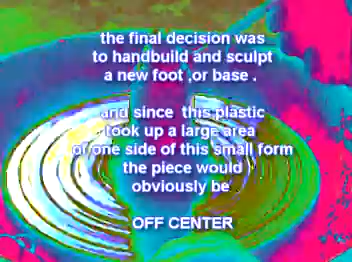 the final decision was
to handbuild and sculpt
a new foot ,or base .
and since this plastic
took up a large area
of one side of this small form
the piece would
obviously be
OFF CENTER